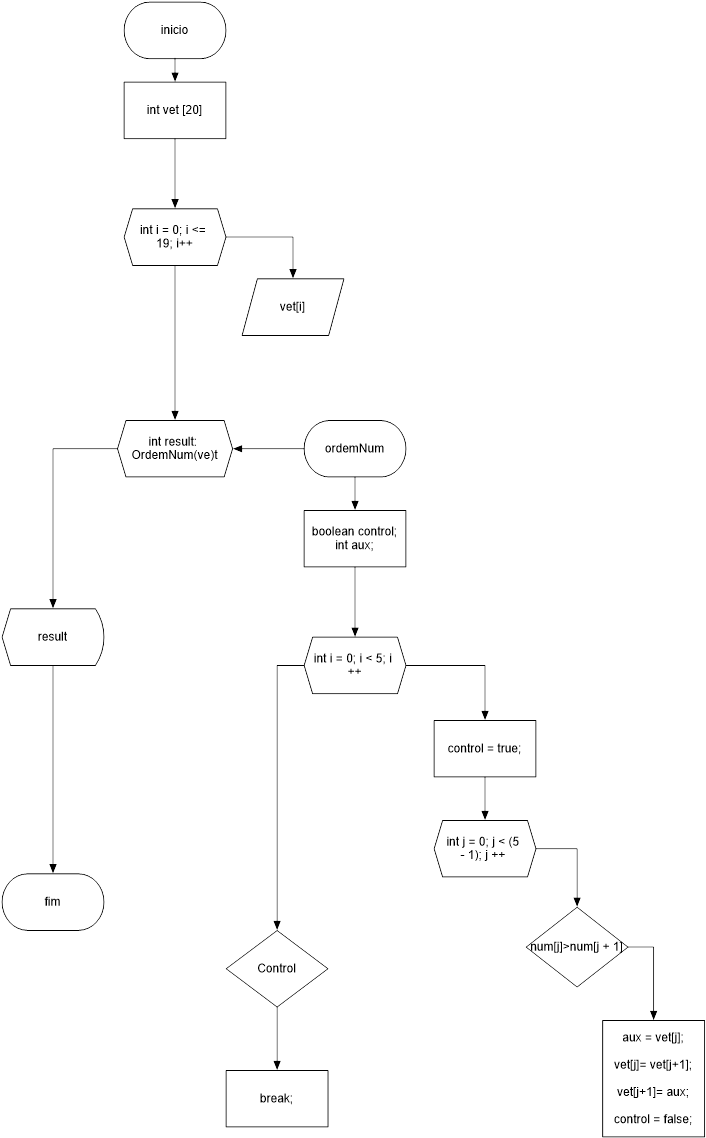 inicio
int vet [20]
int i = 0; i <=
19; i++
vet[i]
int result:
OrdemNum(ve)t
ordemNum
boolean control;
int aux;
result
int i = 0; i < 5; i
++
control = true;
int j = 0; j < (5
- 1); j ++
fim
num[j]>num[j + 1]
Control
aux = vet[j];
vet[j]= vet[j+1];
vet[j+1]= aux;
control = false;
break;